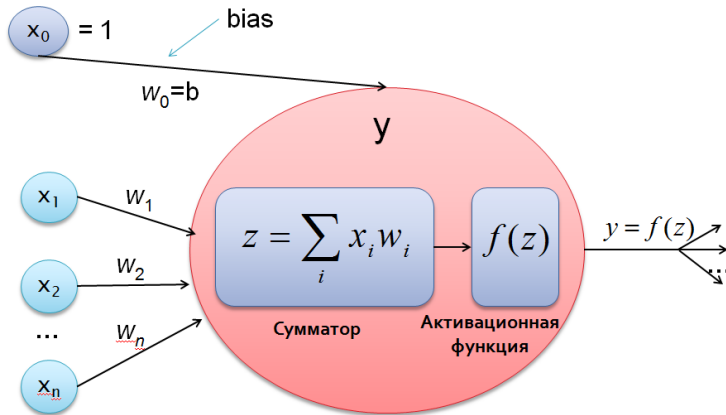 x₀ = 1
bias
w₀=b
y
x₁
w₁
z = ∑ᵢ xᵢ wᵢ
f(z)
y = f(z)
x₂
w₂
...
...
Сумматор
Активационная
функция
wₙ
xₙ